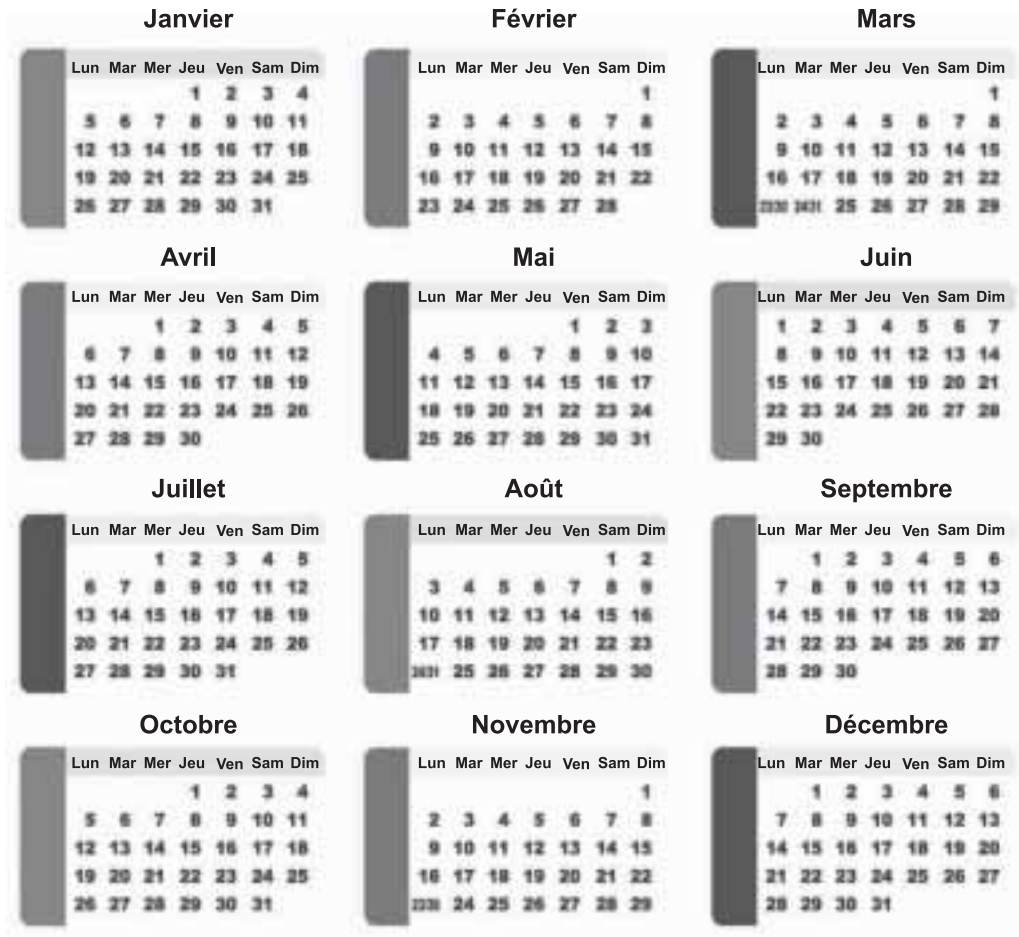 Janvier Février Mars
Lun Mar Mer Jeu Ven Sam Dim Lun Mar Mer Jeu Ven Sam Dim Lun Mar Mer Jeu Ven Sam Dim
1 2 3 4 1 1
5 6 7 8 9 10 11 2 3 4 5 6 7 8 2 3 4 5 6 7 8
12 13 14 15 16 17 18 9 10 11 12 13 14 15 9 10 11 12 13 14 15
19 20 21 22 23 24 25 16 17 18 19 20 21 22 16 17 18 19 20 21 22
26 27 28 29 30 31 23 24 25 26 27 28 23 30 24 31 25 26 27 28 29
Avril Mai Juin
Lun Mar Mer Jeu Ven Sam Dim Lun Mar Mer Jeu Ven Sam Dim Lun Mar Mer Jeu Ven Sam Dim
1 2 3 4 5 1 2 3 1 2 3 4 5 6 7
6 7 8 9 10 11 12 4 5 6 7 8 9 10 8 9 10 11 12 13 14
13 14 15 16 17 18 19 11 12 13 14 15 16 17 15 16 17 18 19 20 21
20 21 22 23 24 25 26 18 19 20 21 22 23 24 22 23 24 25 26 27 28
27 28 29 30 25 26 27 28 29 30 31 29 30
Juillet Août Septembre
Lun Mar Mer Jeu Ven Sam Dim Lun Mar Mer Jeu Ven Sam Dim Lun Mar Mer Jeu Ven Sam Dim
1 2 3 4 5 1 2 1 2 3 4 5 6
6 7 8 9 10 11 12 3 4 5 6 7 8 9 7 8 9 10 11 12 13
13 14 15 16 17 18 19 10 11 12 13 14 15 16 14 15 16 17 18 19 20
20 21 22 23 24 25 26 17 18 19 20 21 22 23 21 22 23 24 25 26 27
27 28 29 30 31 24 31 25 26 27 28 29 30 28 29 30
Octobre Novembre Décembre
Lun Mar Mer Jeu Ven Sam Dim Lun Mar Mer Jeu Ven Sam Dim Lun Mar Mer Jeu Ven Sam Dim
1 2 3 4 1 1 2 3 4 5 6
5 6 7 8 9 10 11 2 3 4 5 6 7 8 7 8 9 10 11 12 13
12 13 14 15 16 17 18 9 10 11 12 13 14 15 14 15 16 17 18 19 20
19 20 21 22 23 24 25 16 17 18 19 20 21 22 21 22 23 24 25 26 27
26 27 28 29 30 31 23 30 24 25 26 27 28 29 28 29 30 31